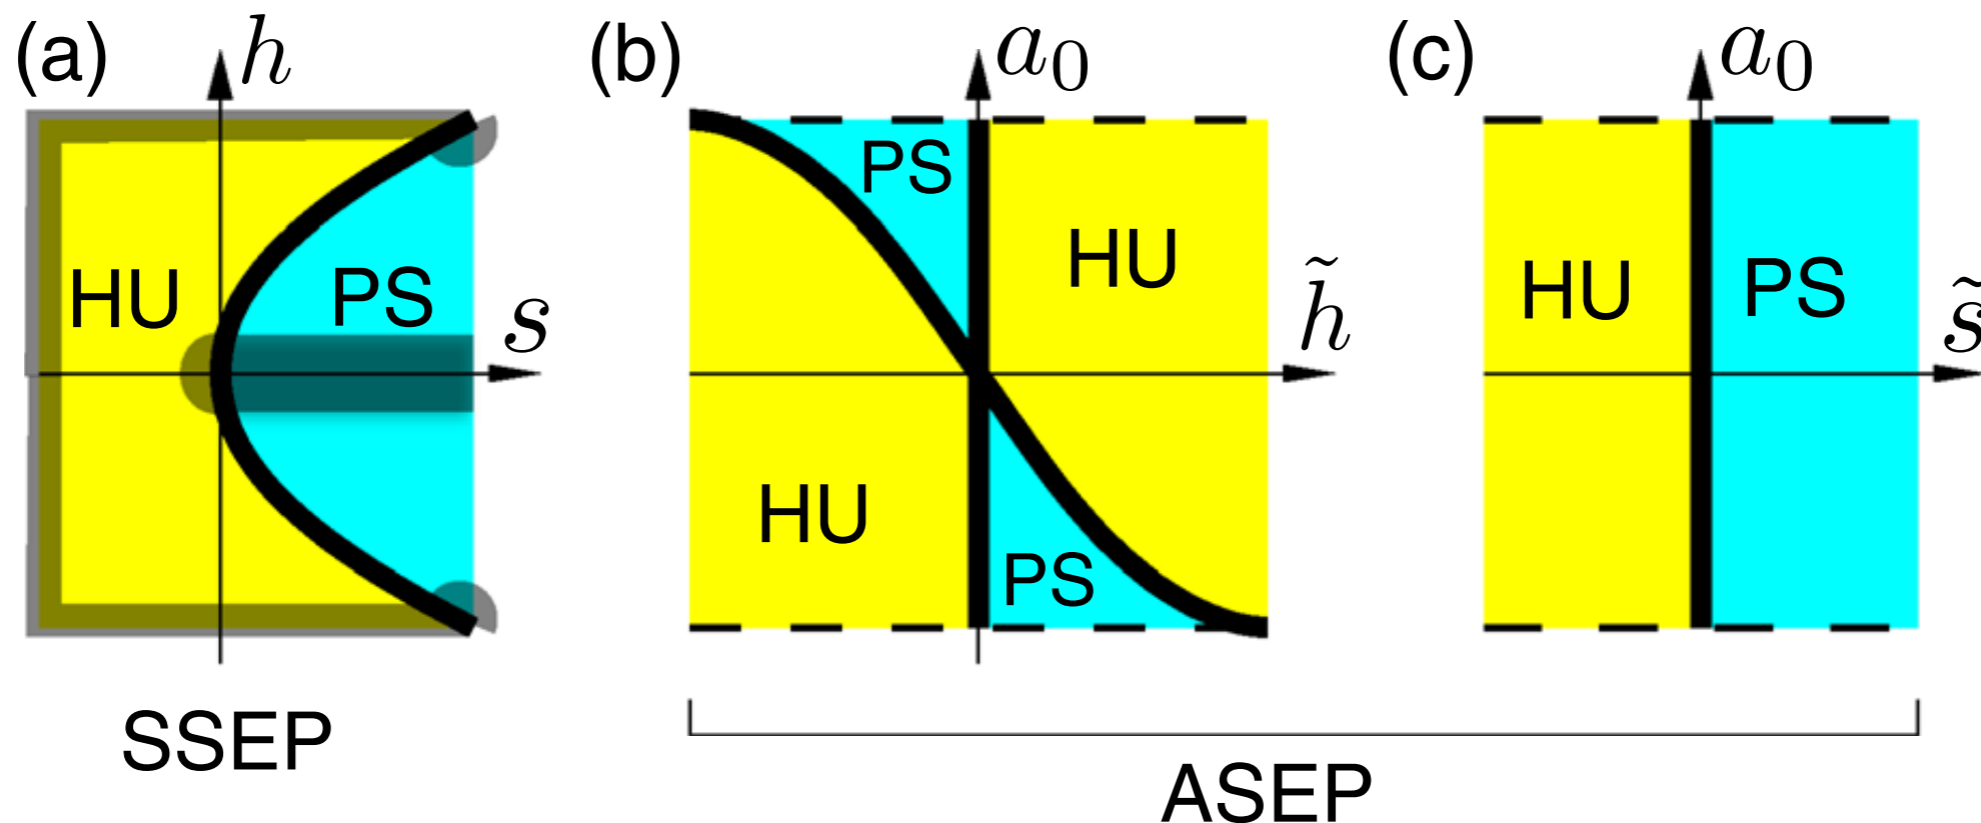 (a) h (b) a₀ (c) a₀
PS
HU PS s HU h̃ HU PS s̃
HU PS
SSEP
ASEP